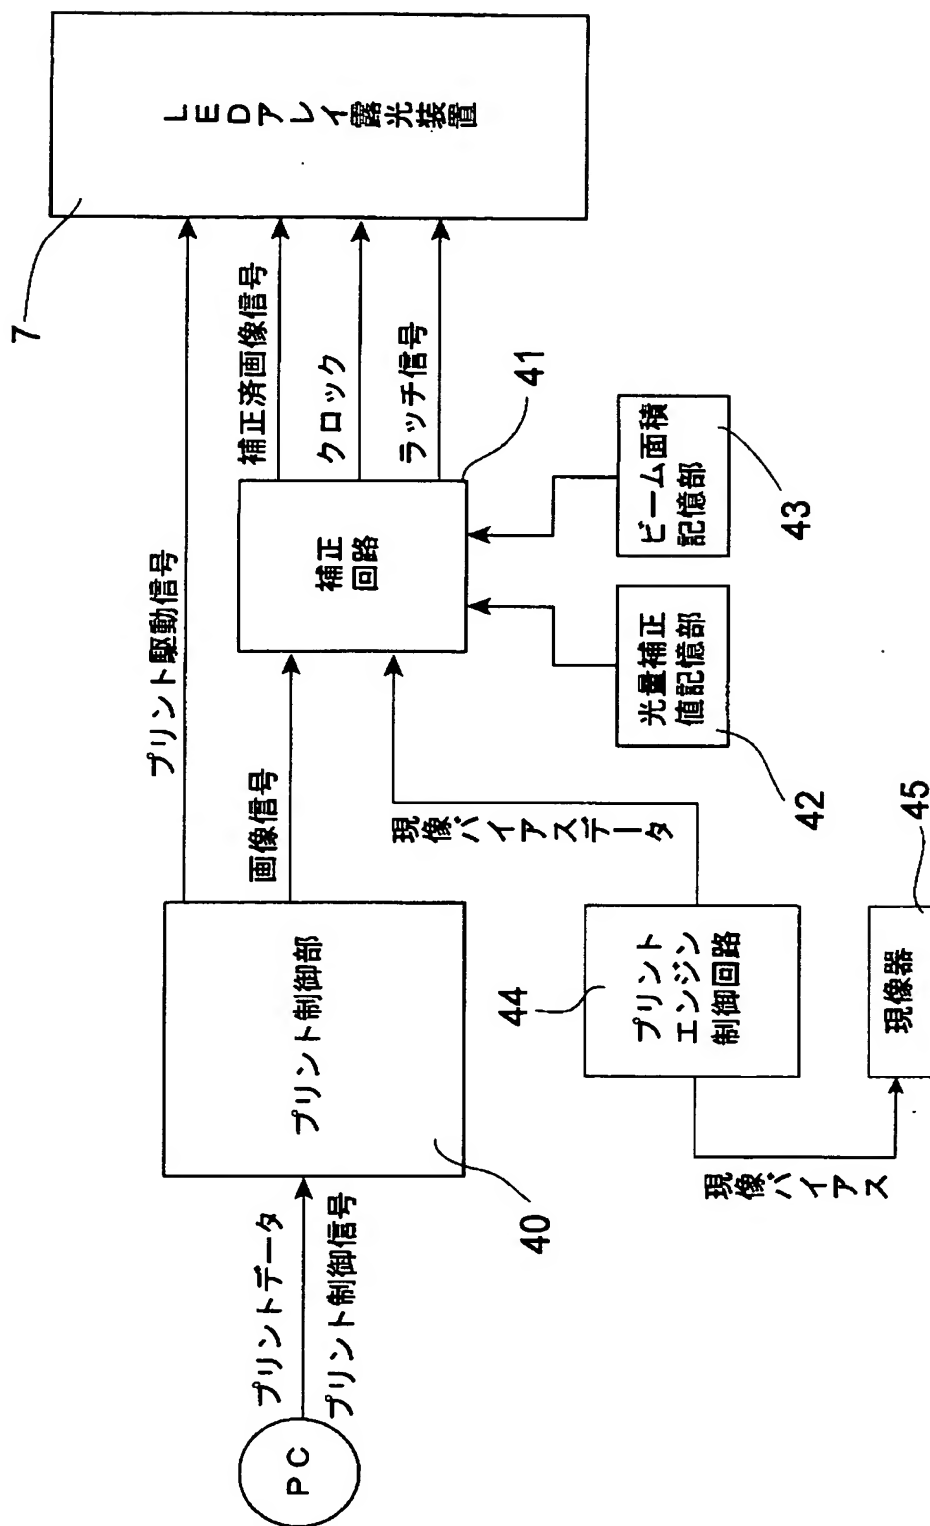 PC
プリントデータ
プリント制御信号
プリント制御部
40
プリント駆動信号
画像信号
補正
回路
41
補正済画像信号
クロック
ラッチ信号
LEDアレイ露光装置
7
光量補正
値記憶部
42
ビーム面積
記憶部
43
現像バイアスデータ
プリント
エンジン
制御回路
44
現像バイアス
現像器
45